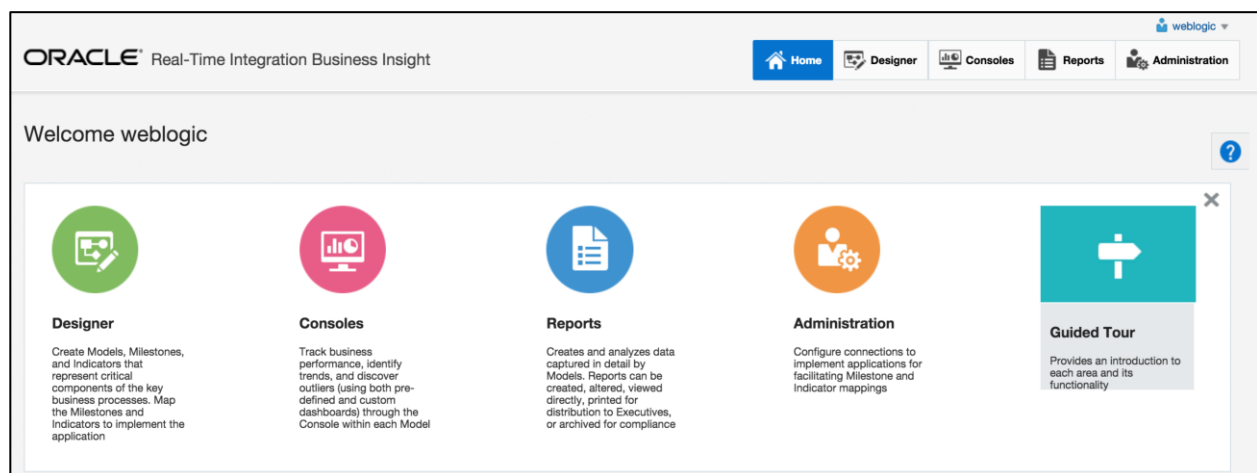 weblogic
ORACLE® Real-Time Integration Business Insight
Home Designer Consoles Reports Administration
Welcome weblogic
?
Designer
Create Models, Milestones,
and Indicators that
represent critical
components of the key
business processes. Map
the Milestones and
Indicators to implement the
application
Consoles
Track business
performance, identify
trends, and discover
outliers (using both pre-
defined and custom
dashboards) through the
Console within each Model
Reports
Creates and analyzes data
captured in detail by
Models. Reports can be
created, altered, viewed
directly, printed for
distribution to Executives,
or archived for compliance
Administration
Configure connections to
implement applications for
facilitating Milestone and
Indicator mappings
Guided Tour
Provides an introduction to
each area and its
functionality